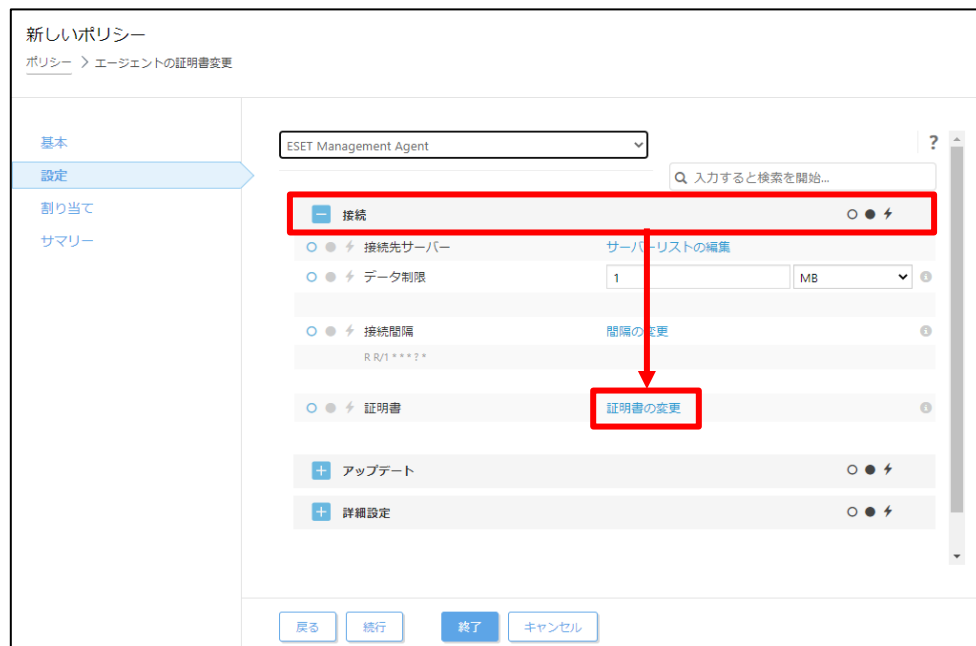 新しいポリシー
ポリシー > エージェントの証明書変更
基本
設定
割り当て
サマリー
ESET Management Agent
?
入力すると検索を開始...
接続
接続先サーバー サーバーリストの編集
データ制限 1 MB
接続間隔 間隔の変更
R R/1 * * * ? *
証明書 証明書の変更
アップデート
詳細設定
戻る 続行 終了 キャンセル